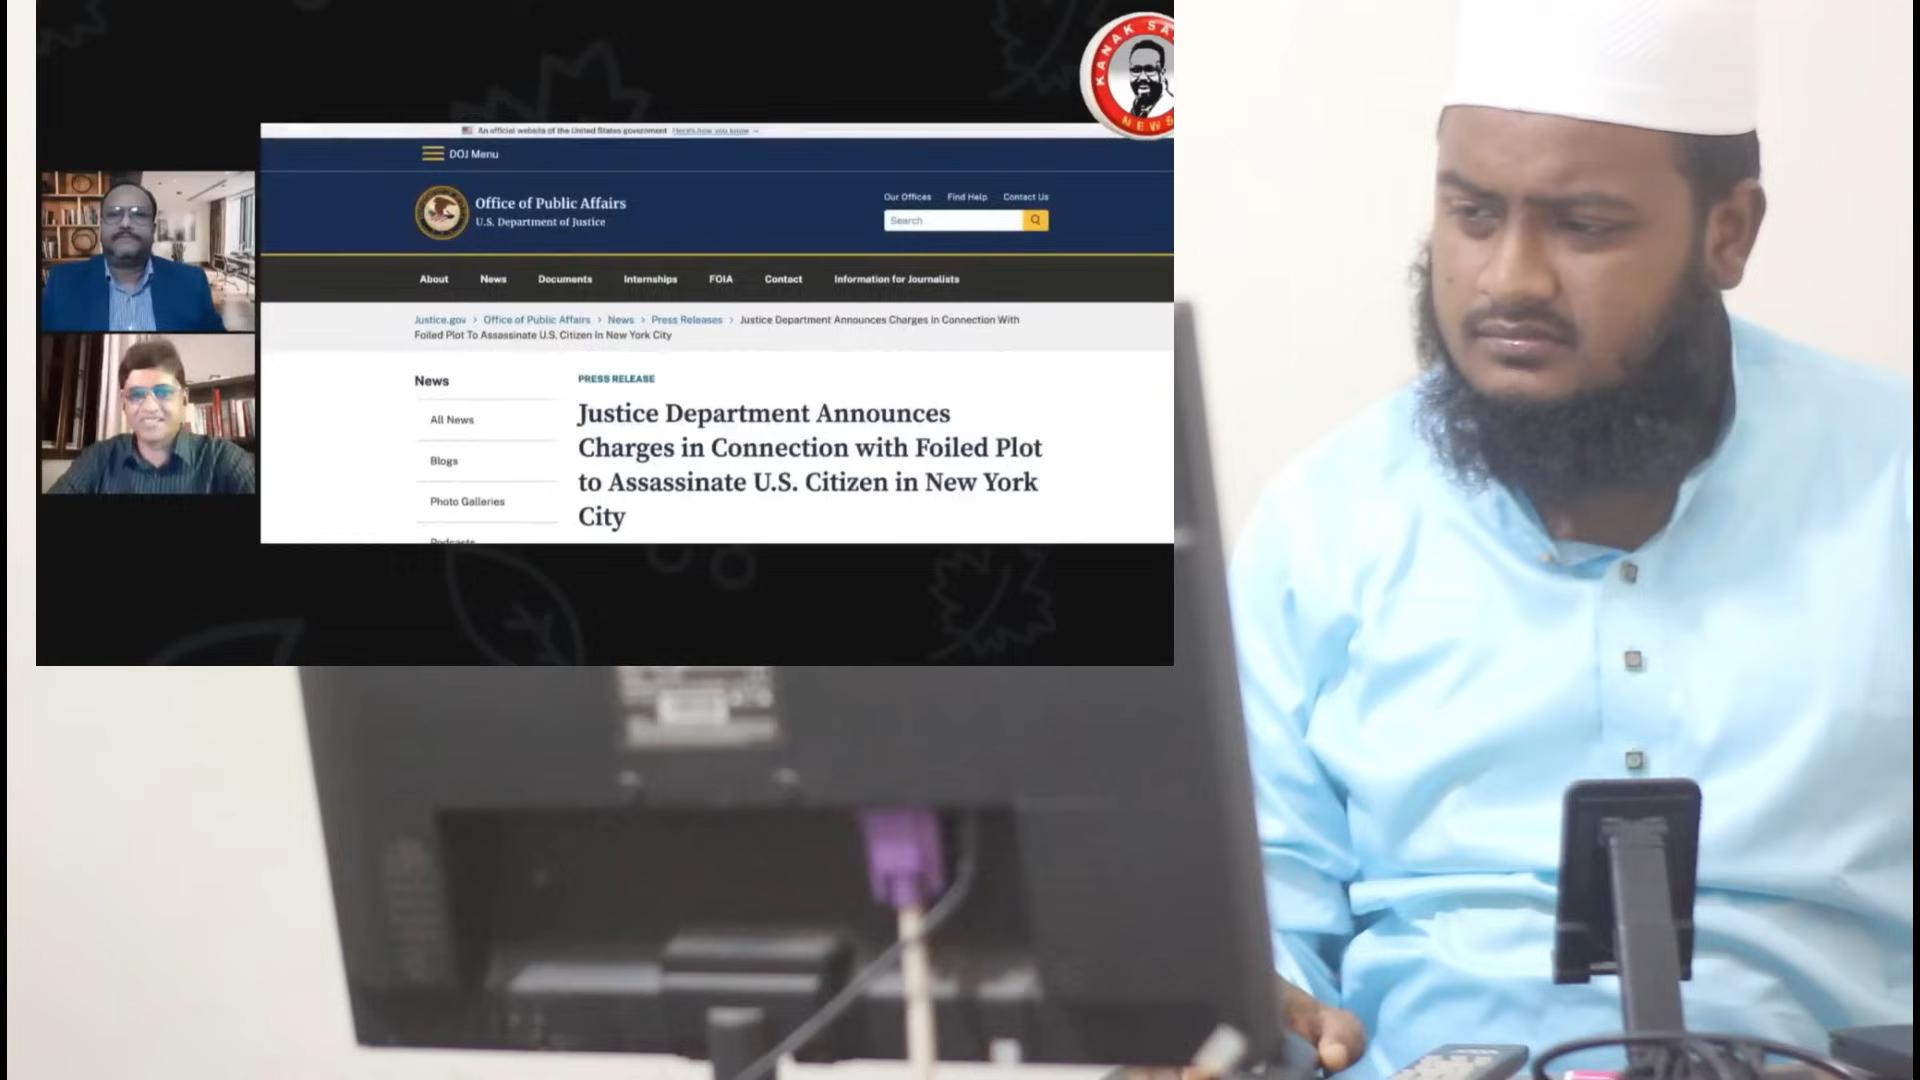 KANAK SA
NEWS
An official website of the United States government Here's how you know
DOJ Menu
Office of Public Affairs
U.S. Department of Justice
Our Offices Find Help Contact Us
Search
About News Documents Internships FOIA Contact Information for Journalists
Justice.gov > Office of Public Affairs > News > Press Releases > Justice Department Announces Charges In Connection With
Foiled Plot To Assassinate U.S. Citizen In New York City
News
All News
Blogs
Photo Galleries
Podcasts
PRESS RELEASE
Justice Department Announces
Charges in Connection with Foiled Plot
to Assassinate U.S. Citizen in New York
City